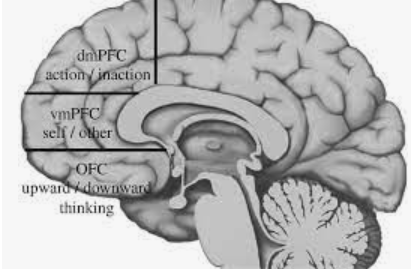 dmPFC
action / inaction
vmPFC
self / other
OFC
upward / downward
thinking